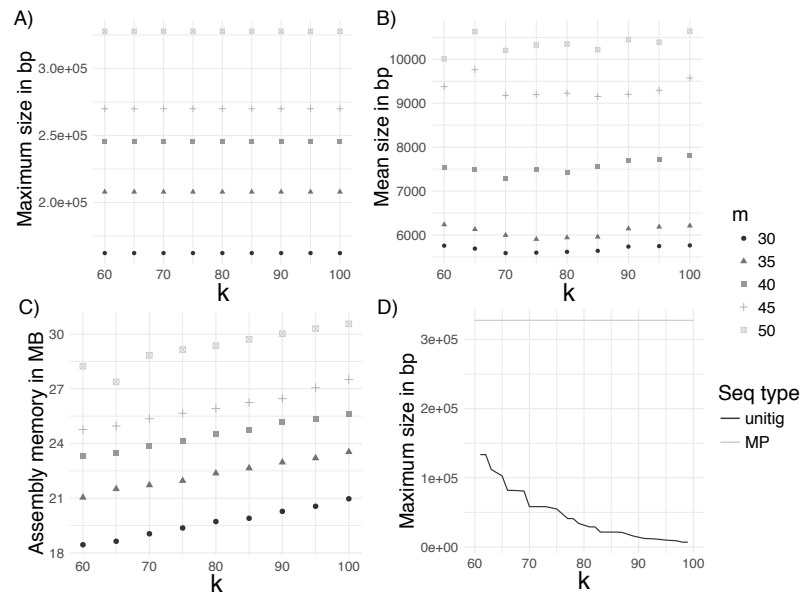 A)
Maximum size in bp
3.0e+05
2.5e+05
2.0e+05
60 70 80 90 100
k
B)
Mean size in bp
10000
9000
8000
7000
6000
60 70 80 90 100
k
C)
Assembly memory in MB
30
27
24
21
18
60 70 80 90 100
k
D)
Maximum size in bp
3e+05
2e+05
1e+05
0e+00
60 70 80 90 100
k
m
30
35
40
45
50
Seq type
unitig
MP